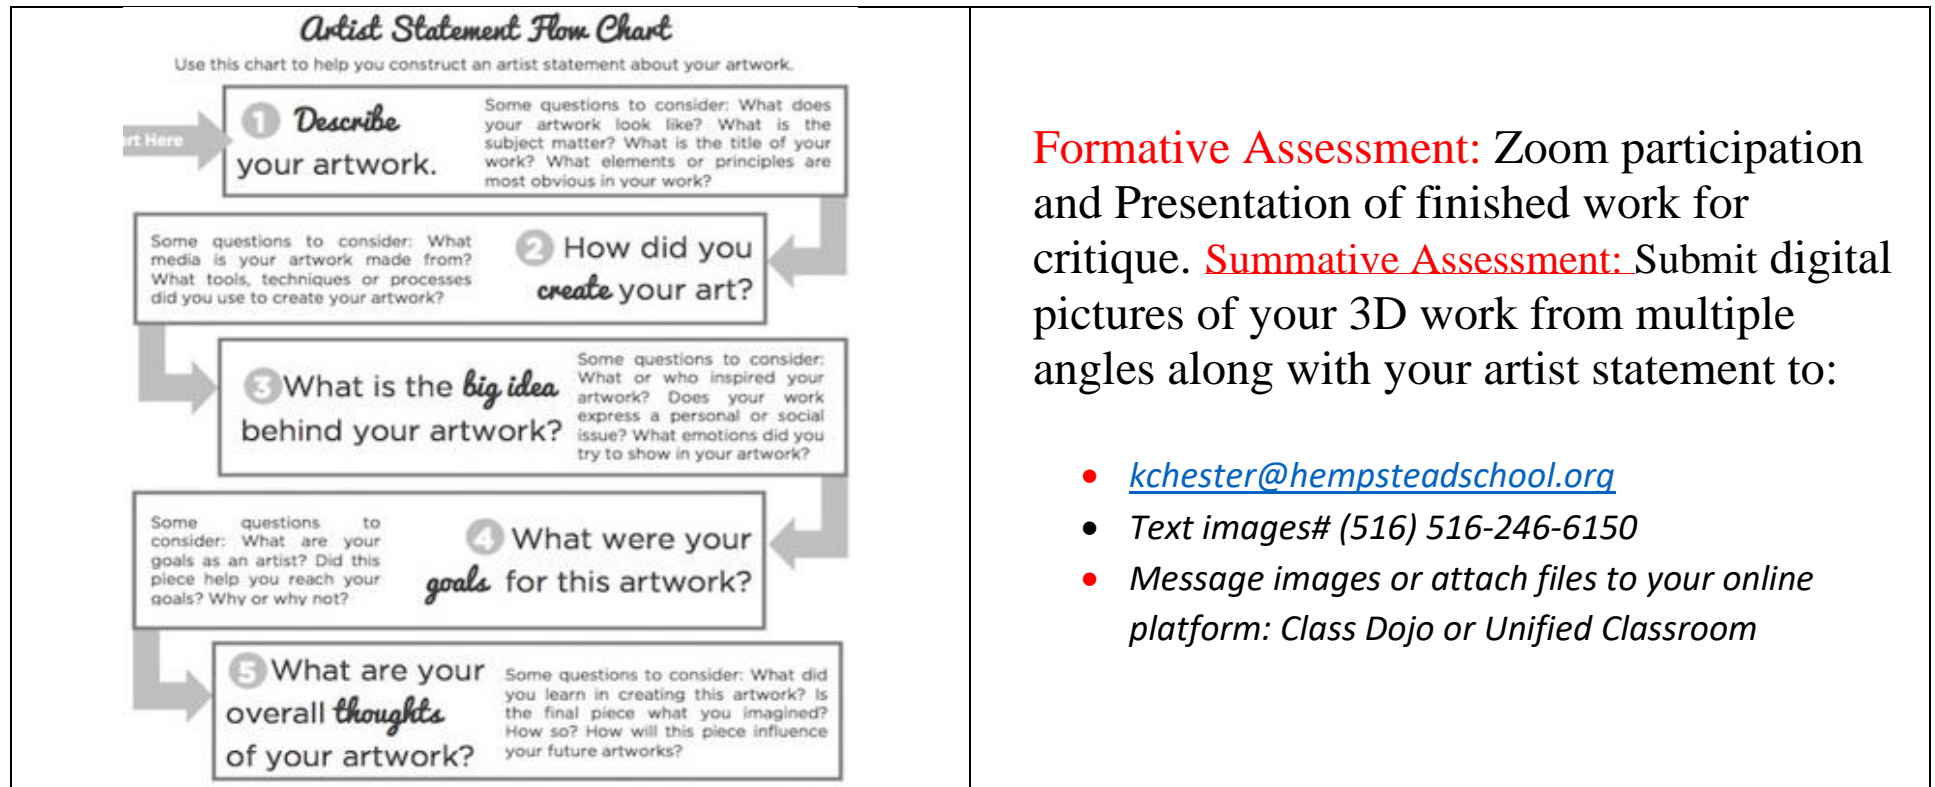 Artist Statement Flow Chart
Use this chart to help you construct an artist statement about your artwork.
rt Here
1 Describe
your artwork.
Some questions to consider: What does
your artwork look like? What is the
subject matter? What is the title of your
work? What elements or principles are
most obvious in your work?
Some questions to consider: What
media is your artwork made from?
What tools, techniques or processes
did you use to create your artwork?
2 How did you
create your art?
3 What is the big idea
behind your artwork?
Some questions to consider:
What or who inspired your
artwork? Does your work
express a personal or social
issue? What emotions did you
try to show in your artwork?
Some questions to
consider: What are your
goals as an artist? Did this
piece help you reach your
goals? Why or why not?
4 What were your
goals for this artwork?
5 What are your
overall thoughts
of your artwork?
Some questions to consider: What did
you learn in creating this artwork? Is
the final piece what you imagined?
How so? How will this piece influence
your future artworks?
Formative Assessment: Zoom participation
and Presentation of finished work for
critique. Summative Assessment: Submit digital
pictures of your 3D work from multiple
angles along with your artist statement to:
• kchester@hempsteadschool.org
• Text images# (516) 516-246-6150
• Message images or attach files to your online
platform: Class Dojo or Unified Classroom